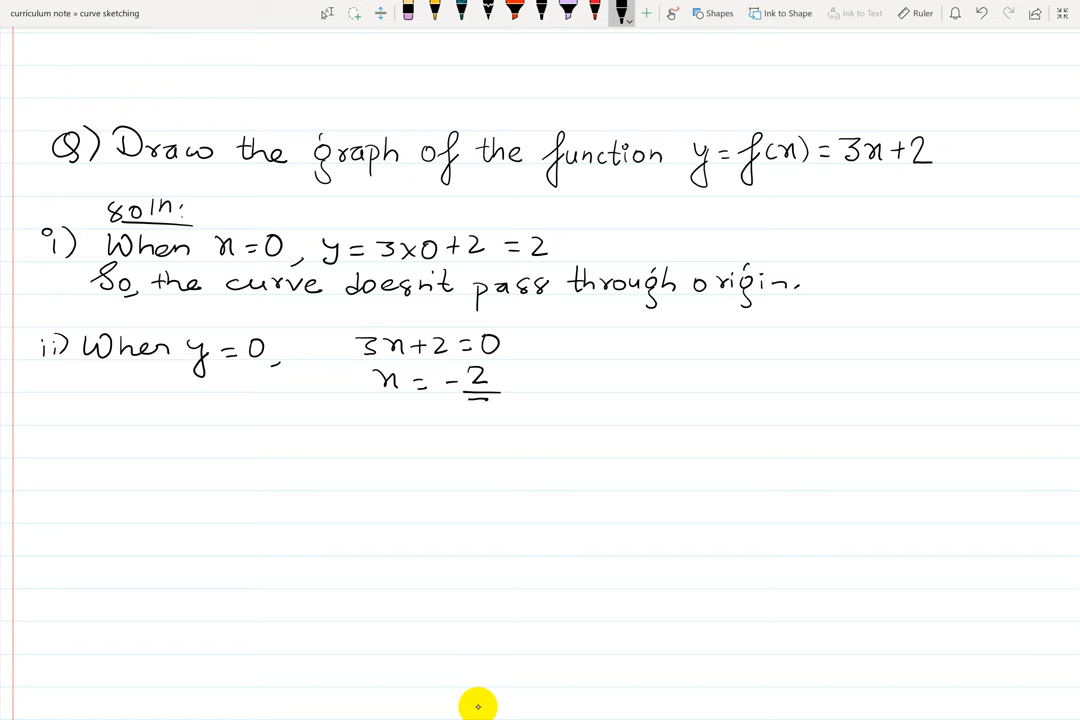 curriculum note » curve sketching
Shapes Ink to Shape Ink to Text Ruler
Q) Draw the graph of the function y = f(x) = 3x+2
soln:
i) When x=0, y = 3×0+2 = 2
So, the curve doesn't pass through origin.
ii) When y = 0, 3x+2=0
x = -2